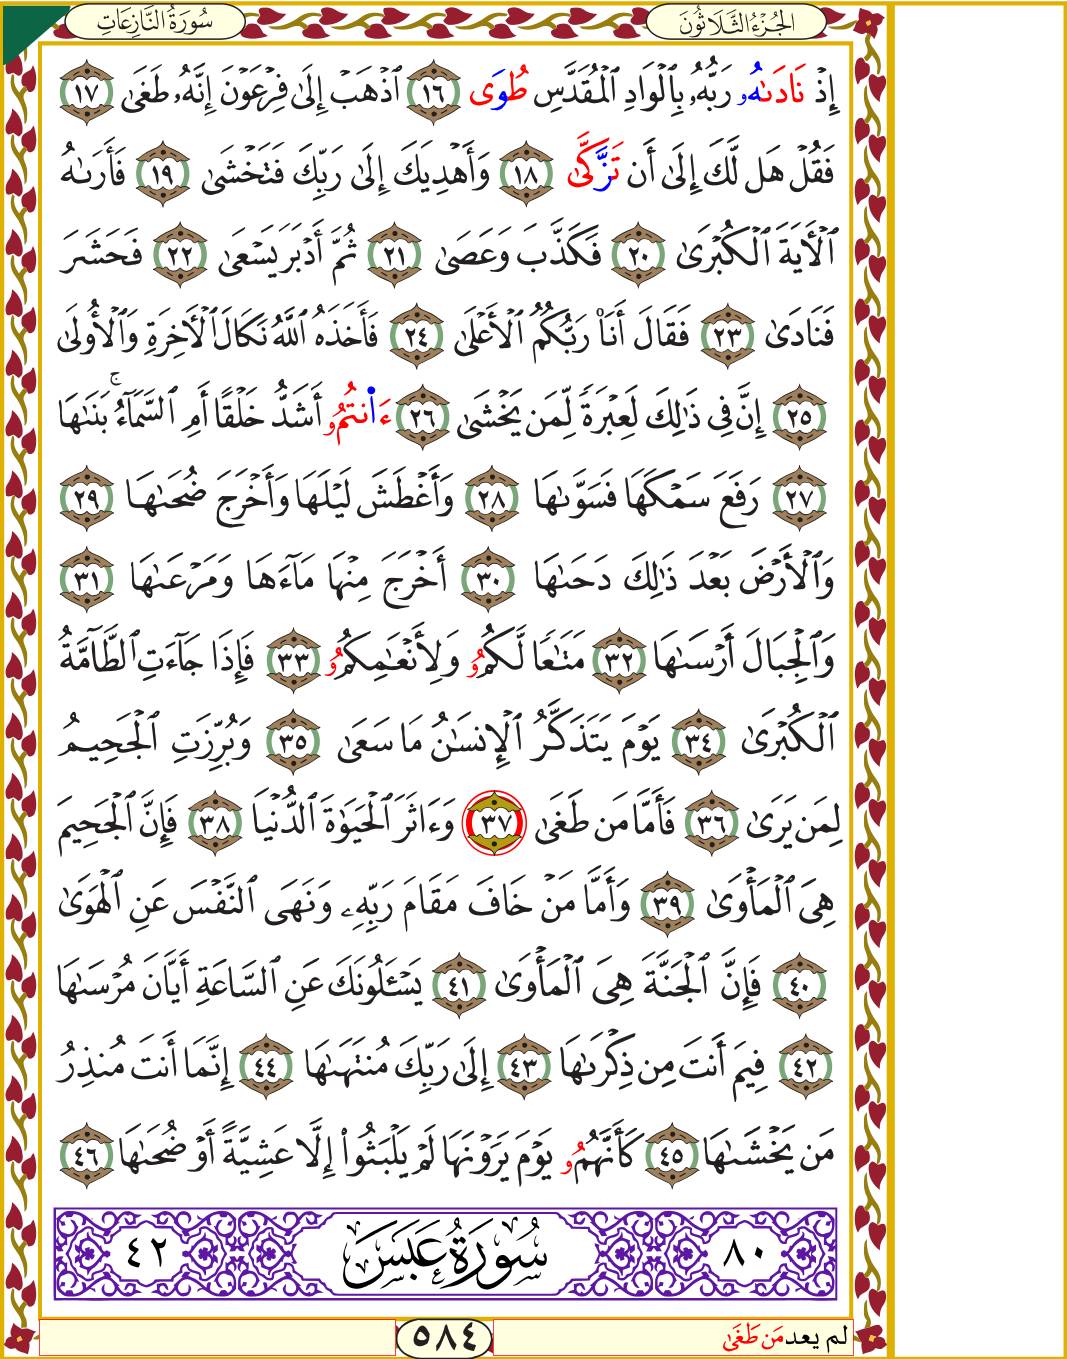 الجُزْءُ الثَّلَاثُونَ
سُورَةُ النَّازِعَاتِ
إِذْ نَادَىٰهُۥ رَبُّهُۥ بِٱلْوَادِ ٱلْمُقَدَّسِ طُوَى ١٦ ٱذْهَبْ إِلَىٰ فِرْعَوْنَ إِنَّهُۥ طَغَىٰ ١٧
فَقُلْ هَل لَّكَ إِلَىٰ أَن تَزَّكَّىٰ ١٨ وَأَهْدِيَكَ إِلَىٰ رَبِّكَ فَتَخْشَىٰ ١٩ فَأَرَىٰهُ
ٱلْأٓيَةَ ٱلْكُبْرَىٰ ٢٠ فَكَذَّبَ وَعَصَىٰ ٢١ ثُمَّ أَدْبَرَ يَسْعَىٰ ٢٢ فَحَشَرَ
فَنَادَىٰ ٢٣ فَقَالَ أَنَا۠ رَبُّكُمُ ٱلْأَعْلَىٰ ٢٤ فَأَخَذَهُ ٱللَّهُ نَكَالَ ٱلْأٓخِرَةِ وَٱلْأُولَىٰ
٢٥ إِنَّ فِى ذَٰلِكَ لَعِبْرَةً لِّمَن يَخْشَىٰ ٢٦ ءَا۬نتُمُۥ أَشَدُّ خَلْقًا أَمِ ٱلسَّمَآءُ ۚ بَنَىٰهَا
٢٧ رَفَعَ سَمْكَهَا فَسَوَّىٰهَا ٢٨ وَأَغْطَشَ لَيْلَهَا وَأَخْرَجَ ضُحَىٰهَا ٢٩
وَٱلْأَرْضَ بَعْدَ ذَٰلِكَ دَحَىٰهَا ٣٠ أَخْرَجَ مِنْهَا مَآءَهَا وَمَرْعَىٰهَا ٣١
وَٱلْجِبَالَ أَرْسَىٰهَا ٣٢ مَتَٰعًا لَّكُمُۥ وَلِأَنْعَٰمِكُمُۥ ٣٣ فَإِذَا جَآءَتِ ٱلطَّآمَّةُ
ٱلْكُبْرَىٰ ٣٤ يَوْمَ يَتَذَكَّرُ ٱلْإِنسَٰنُ مَا سَعَىٰ ٣٥ وَبُرِّزَتِ ٱلْجَحِيمُ
لِمَن يَرَىٰ ٣٦ فَأَمَّا مَن طَغَىٰ ٣٧ وَءَاثَرَ ٱلْحَيَوٰةَ ٱلدُّنْيَا ٣٨ فَإِنَّ ٱلْجَحِيمَ
هِىَ ٱلْمَأْوَىٰ ٣٩ وَأَمَّا مَنْ خَافَ مَقَامَ رَبِّهِۦ وَنَهَى ٱلنَّفْسَ عَنِ ٱلْهَوَىٰ
٤٠ فَإِنَّ ٱلْجَنَّةَ هِىَ ٱلْمَأْوَىٰ ٤١ يَسْـَٔلُونَكَ عَنِ ٱلسَّاعَةِ أَيَّانَ مُرْسَىٰهَا
٤٢ فِيمَ أَنتَ مِن ذِكْرَىٰهَا ٤٣ إِلَىٰ رَبِّكَ مُنتَهَىٰهَا ٤٤ إِنَّمَا أَنتَ مُنذِرُ
مَن يَخْشَىٰهَا ٤٥ كَأَنَّهُمُۥ يَوْمَ يَرَوْنَهَا لَمْ يَلْبَثُوا۟ إِلَّا عَشِيَّةً أَوْ ضُحَىٰهَا ٤٦
٨٠ سُورَةُ عَبَسَ ٤٢
لم يعد مَن طَغَىٰ
٥٨٤